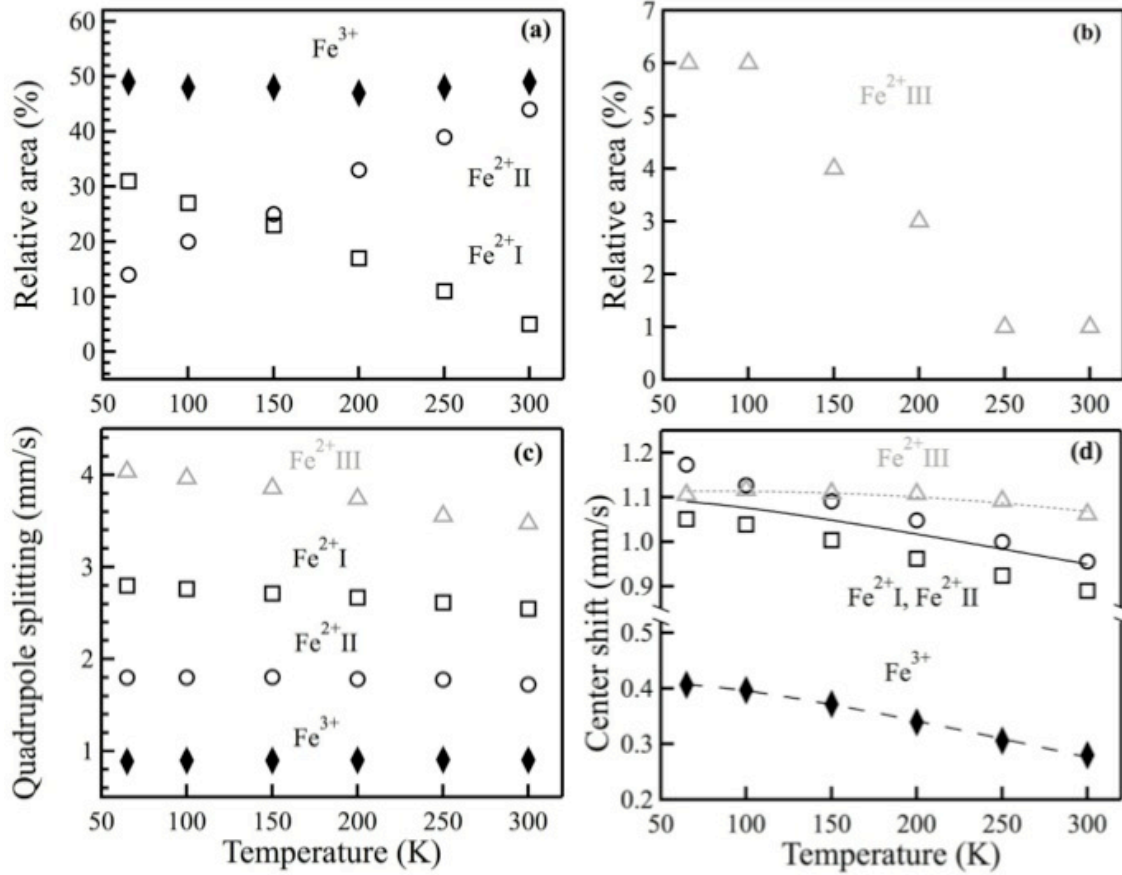 (a)
Fe³⁺
Fe²⁺II
Fe²⁺I
Relative area (%)
60
50
40
30
20
10
0
50 100 150 200 250 300
(b)
Fe²⁺III
Relative area (%)
7
6
5
4
3
2
1
0
50 100 150 200 250 300
(c)
Fe²⁺III
Fe²⁺I
Fe²⁺II
Fe³⁺
Quadrupole splitting (mm/s)
4
3
2
1
50 100 150 200 250 300
Temperature (K)
(d)
Fe²⁺III
Fe²⁺I, Fe²⁺II
Fe³⁺
Center shift (mm/s)
1.2
1.1
1.0
0.9
0.5
0.4
0.3
0.2
50 100 150 200 250 300
Temperature (K)